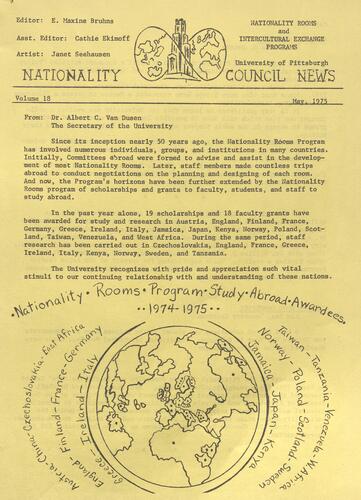 Editor: E. Maxine Bruhns
Asst. Editor: Cathie Ekimoff
Artist: Janet Seehausen
NATIONALITY ROOMS
and
INTERCULTURAL EXCHANGE
PROGRAMS
University of Pittsburgh
NATIONALITY COUNCIL NEWS
Volume 18 May, 1975
From: Dr. Albert C. Van Dusen
The Secretary of the University
Since its inception nearly 50 years ago, the Nationality Rooms Program
has involved numerous individuals, groups, and institutions in many countries.
Initially, Committees abroad were formed to advise and assist in the develop-
ment of most Nationality Rooms. Later, staff members made countless trips
abroad to conduct negotiations on the planning and designing of each room.
And now, the Program's horizons have been further extended by the Nationality
Rooms program of scholarships and grants to faculty, students, and staff to
study abroad.
In the past year alone, 19 scholarships and 18 faculty grants have
been awarded for study and research in Austria, England, Finland, France,
Germany, Greece, Ireland, Italy, Jamaica, Japan, Kenya, Norway, Poland, Scot-
land, Taiwan, Venezuela, and West Africa. During the same period, staff
research has been carried out in Czechoslovakia, England, France, Greece,
Ireland, Italy, Kenya, Norway, Sweden, and Tanzania.
The University recognizes with pride and appreciation such vital
stimuli to our continuing relationship with and understanding of these nations.
·Nationality·Rooms·Program·Study·Abroad·Awardees·
··1974-1975··
Austria-China-Czechoslovakia-East Africa
England-Finland-France-Germany
Greece-Ireland-Italy
Taiwan-Tanzania-Venezuela-W.Africa
Norway-Poland-Scotland-Sweden
Jamaica-Japan-Kenya